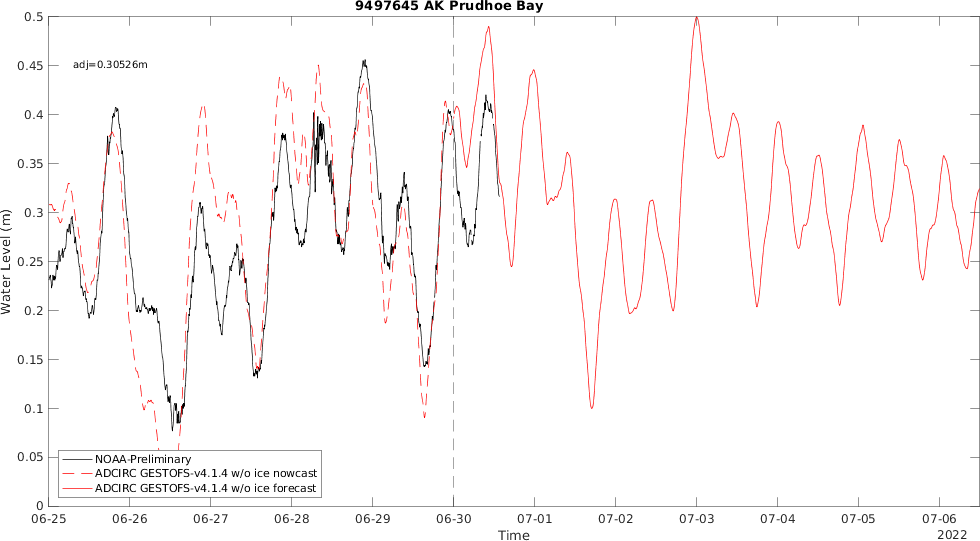 9497645 AK Prudhoe Bay
adj=0.30526m
Water Level (m)
0.5
0.45
0.4
0.35
0.3
0.25
0.2
0.15
0.1
0.05
0
NOAA-Preliminary
ADCIRC GESTOFS-v4.1.4 w/o ice nowcast
ADCIRC GESTOFS-v4.1.4 w/o ice forecast
06-25 06-26 06-27 06-28 06-29 06-30 07-01 07-02 07-03 07-04 07-05 07-06
Time
2022